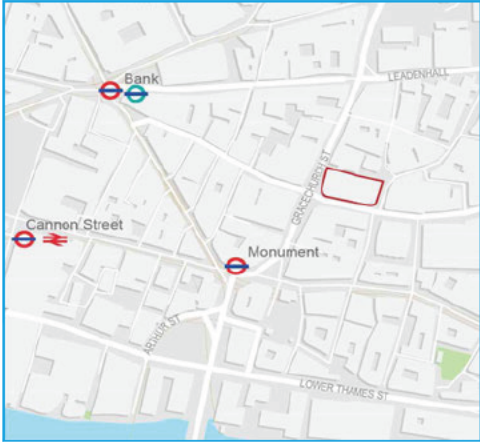 Bank
LEADENHALL
GRACECHURCH ST
Cannon Street
Monument
ARTHUR ST
LOWER THAMES ST